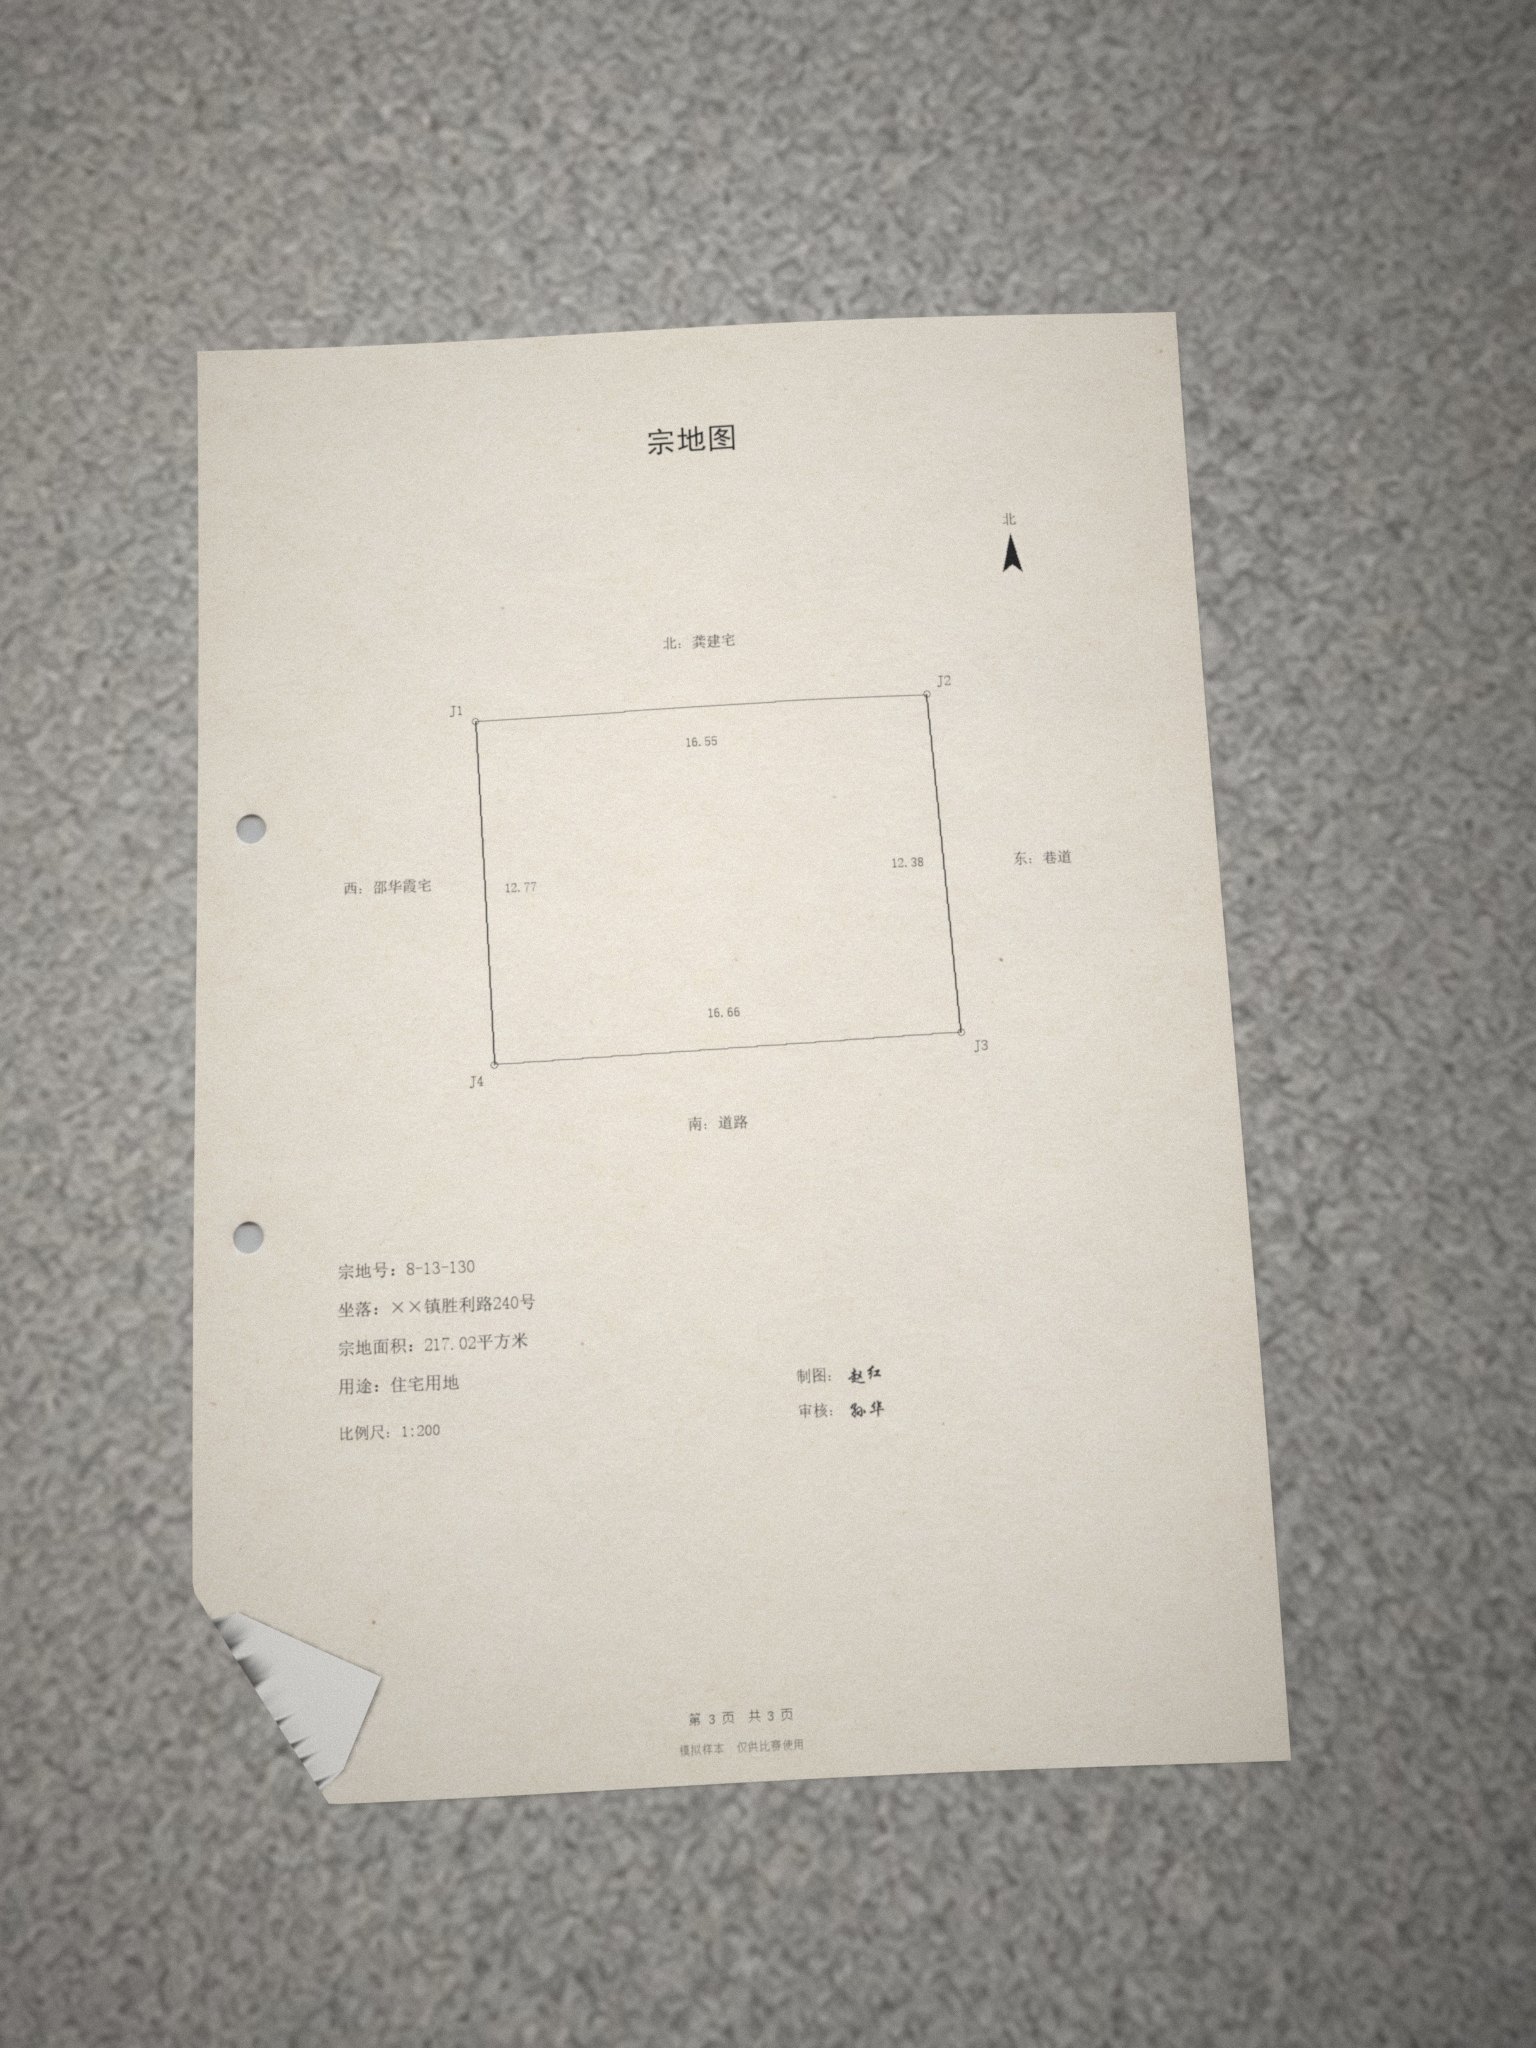 宗地图
北
北：龚建宅
J1
J2
16.55
西：邵华霞宅
12.77
12.38
东：巷道
16.66
J4
J3
南：道路
宗地号：8-13-130
坐落：××镇胜利路240号
宗地面积：217.02平方米
用途：住宅用地
比例尺：1:200
制图：赵红
审核：孙华
第 3 页 共 3 页
模拟样本 仅供比赛使用